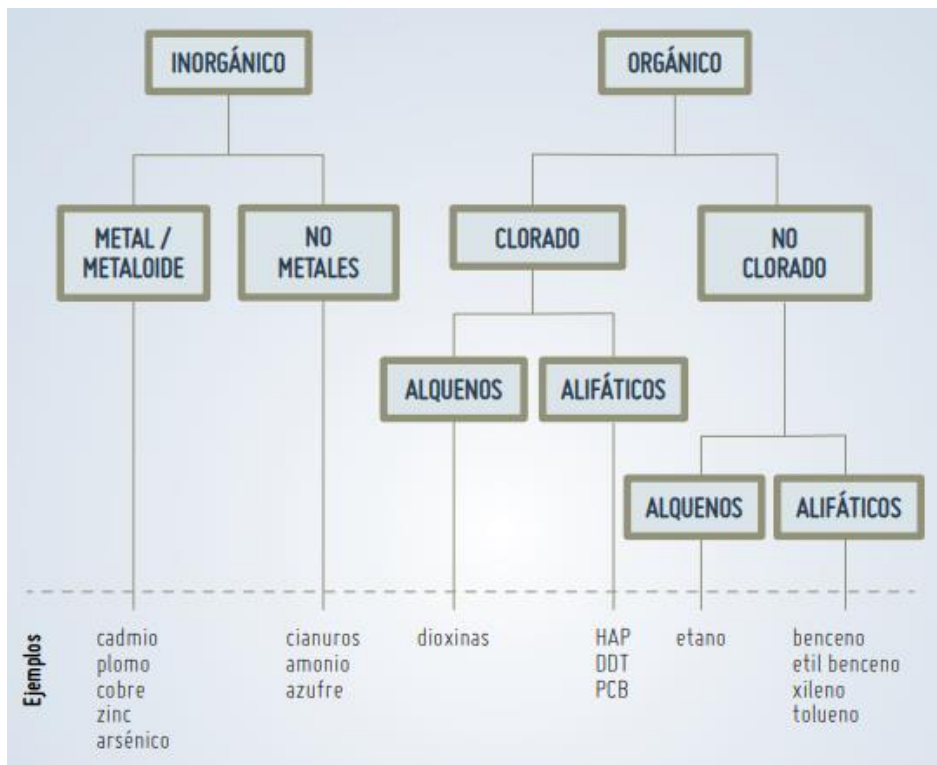 INORGÁNICO
ORGÁNICO
METAL /
METALOIDE
NO
METALES
CLORADO
NO
CLORADO
ALQUENOS
ALIFÁTICOS
ALQUENOS
ALIFÁTICOS
Ejemplos
cadmio
plomo
cobre
zinc
arsénico
cianuros
amonio
azufre
dioxinas
HAP
DDT
PCB
etano
benceno
etil benceno
xileno
tolueno